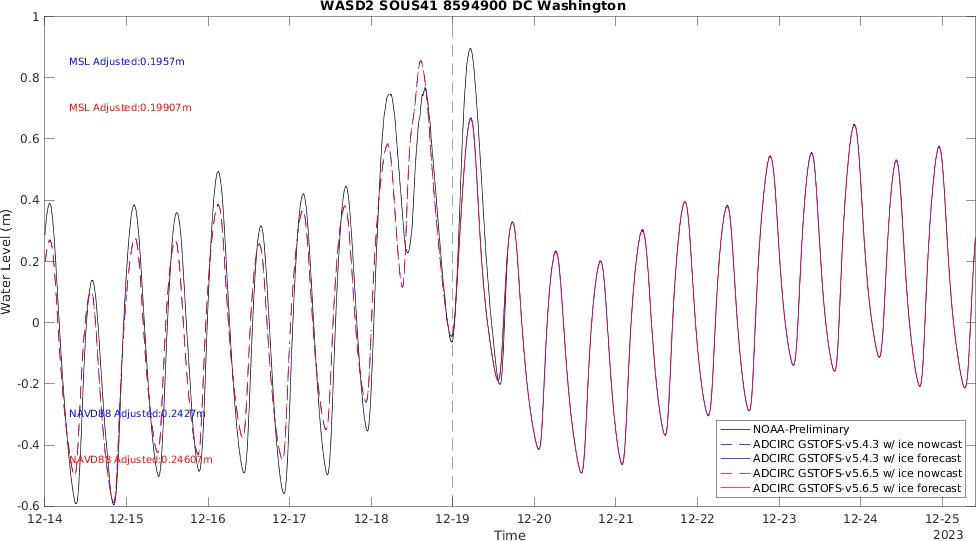 WASD2 SOUS41 8594900 DC Washington
1
0.8
0.6
0.4
0.2
0
-0.2
-0.4
-0.6
Water Level (m)
MSL Adjusted:0.1957m
MSL Adjusted:0.19907m
NAVD88 Adjusted:0.2427m
NAVD88 Adjusted:0.24607m
NOAA-Preliminary
ADCIRC GSTOFS-v5.4.3 w/ ice nowcast
ADCIRC GSTOFS-v5.4.3 w/ ice forecast
ADCIRC GSTOFS-v5.6.5 w/ ice nowcast
ADCIRC GSTOFS-v5.6.5 w/ ice forecast
12-14 12-15 12-16 12-17 12-18 12-19 12-20 12-21 12-22 12-23 12-24 12-25
Time
2023